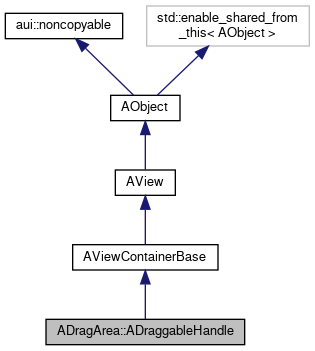 aui::noncopyable
std::enable_shared_from
_this< AObject >
AObject
AView
AViewContainerBase
ADragArea::ADraggableHandle